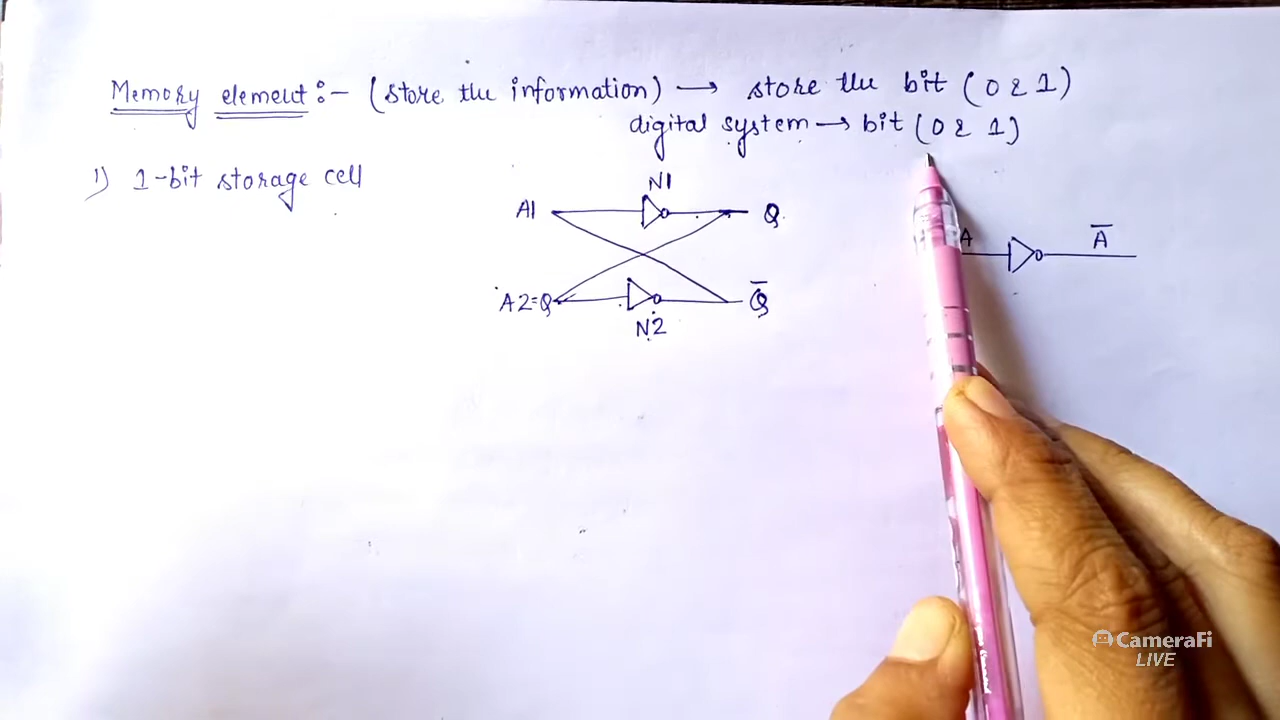 Memory element :- (store the information) → store the bit (0 & 1)
digital system → bit (0 & 1)
1) 1-bit storage cell
N1
A1
Q
A
A̅
A2=Q
Q̅
N2
CameraFi
LIVE